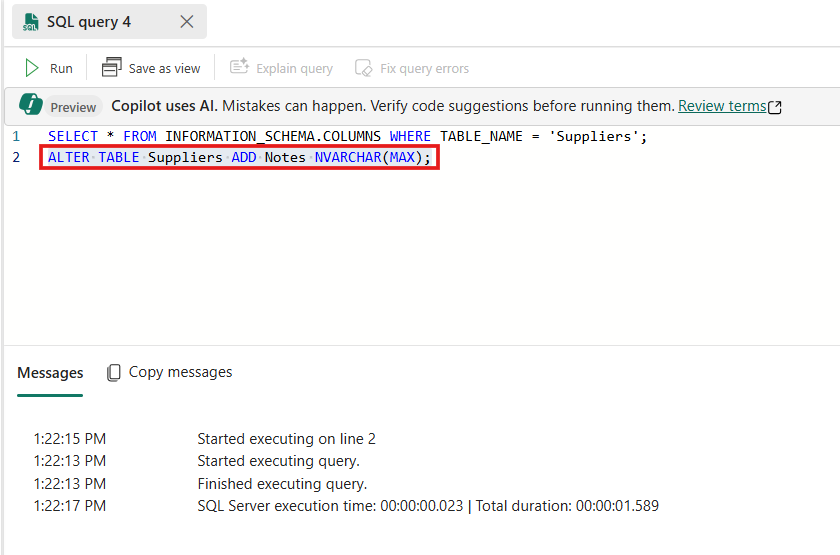 SQL query 4
Run Save as view Explain query Fix query errors
Preview Copilot uses AI. Mistakes can happen. Verify code suggestions before running them. Review terms
1 SELECT * FROM INFORMATION_SCHEMA.COLUMNS WHERE TABLE_NAME = 'Suppliers';
2 ALTER TABLE Suppliers ADD Notes NVARCHAR(MAX);
Messages Copy messages
1:22:15 PM Started executing on line 2
1:22:13 PM Started executing query.
1:22:13 PM Finished executing query.
1:22:17 PM SQL Server execution time: 00:00:00.023 | Total duration: 00:00:01.589